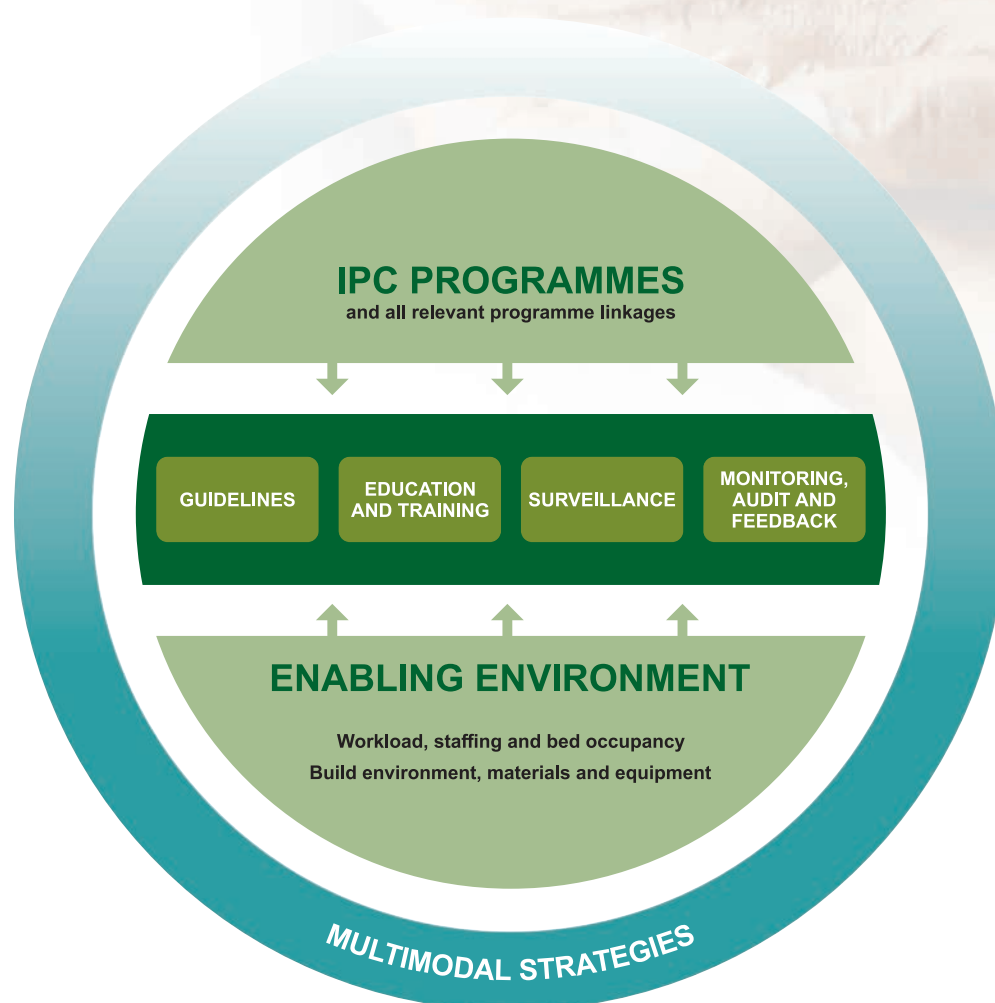 IPC PROGRAMMES
and all relevant programme linkages
GUIDELINES
EDUCATION
AND TRAINING
SURVEILLANCE
MONITORING,
AUDIT AND
FEEDBACK
ENABLING ENVIRONMENT
Workload, staffing and bed occupancy
Build environment, materials and equipment
MULTIMODAL STRATEGIES